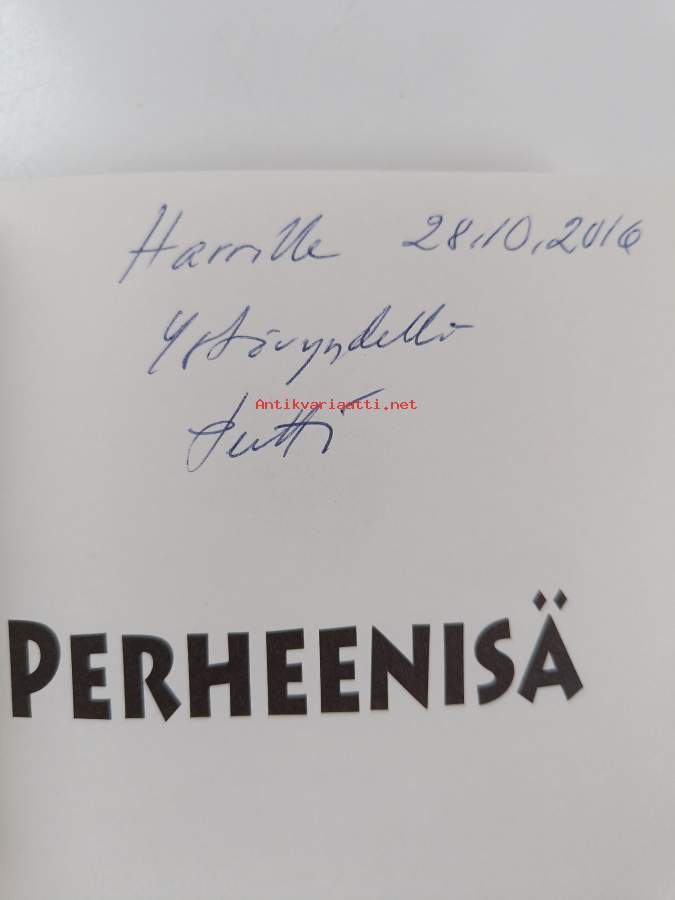 Harrille 28.10.2016
Ystävyydellä
Antikvariaatti.net
PERHEENISÄ